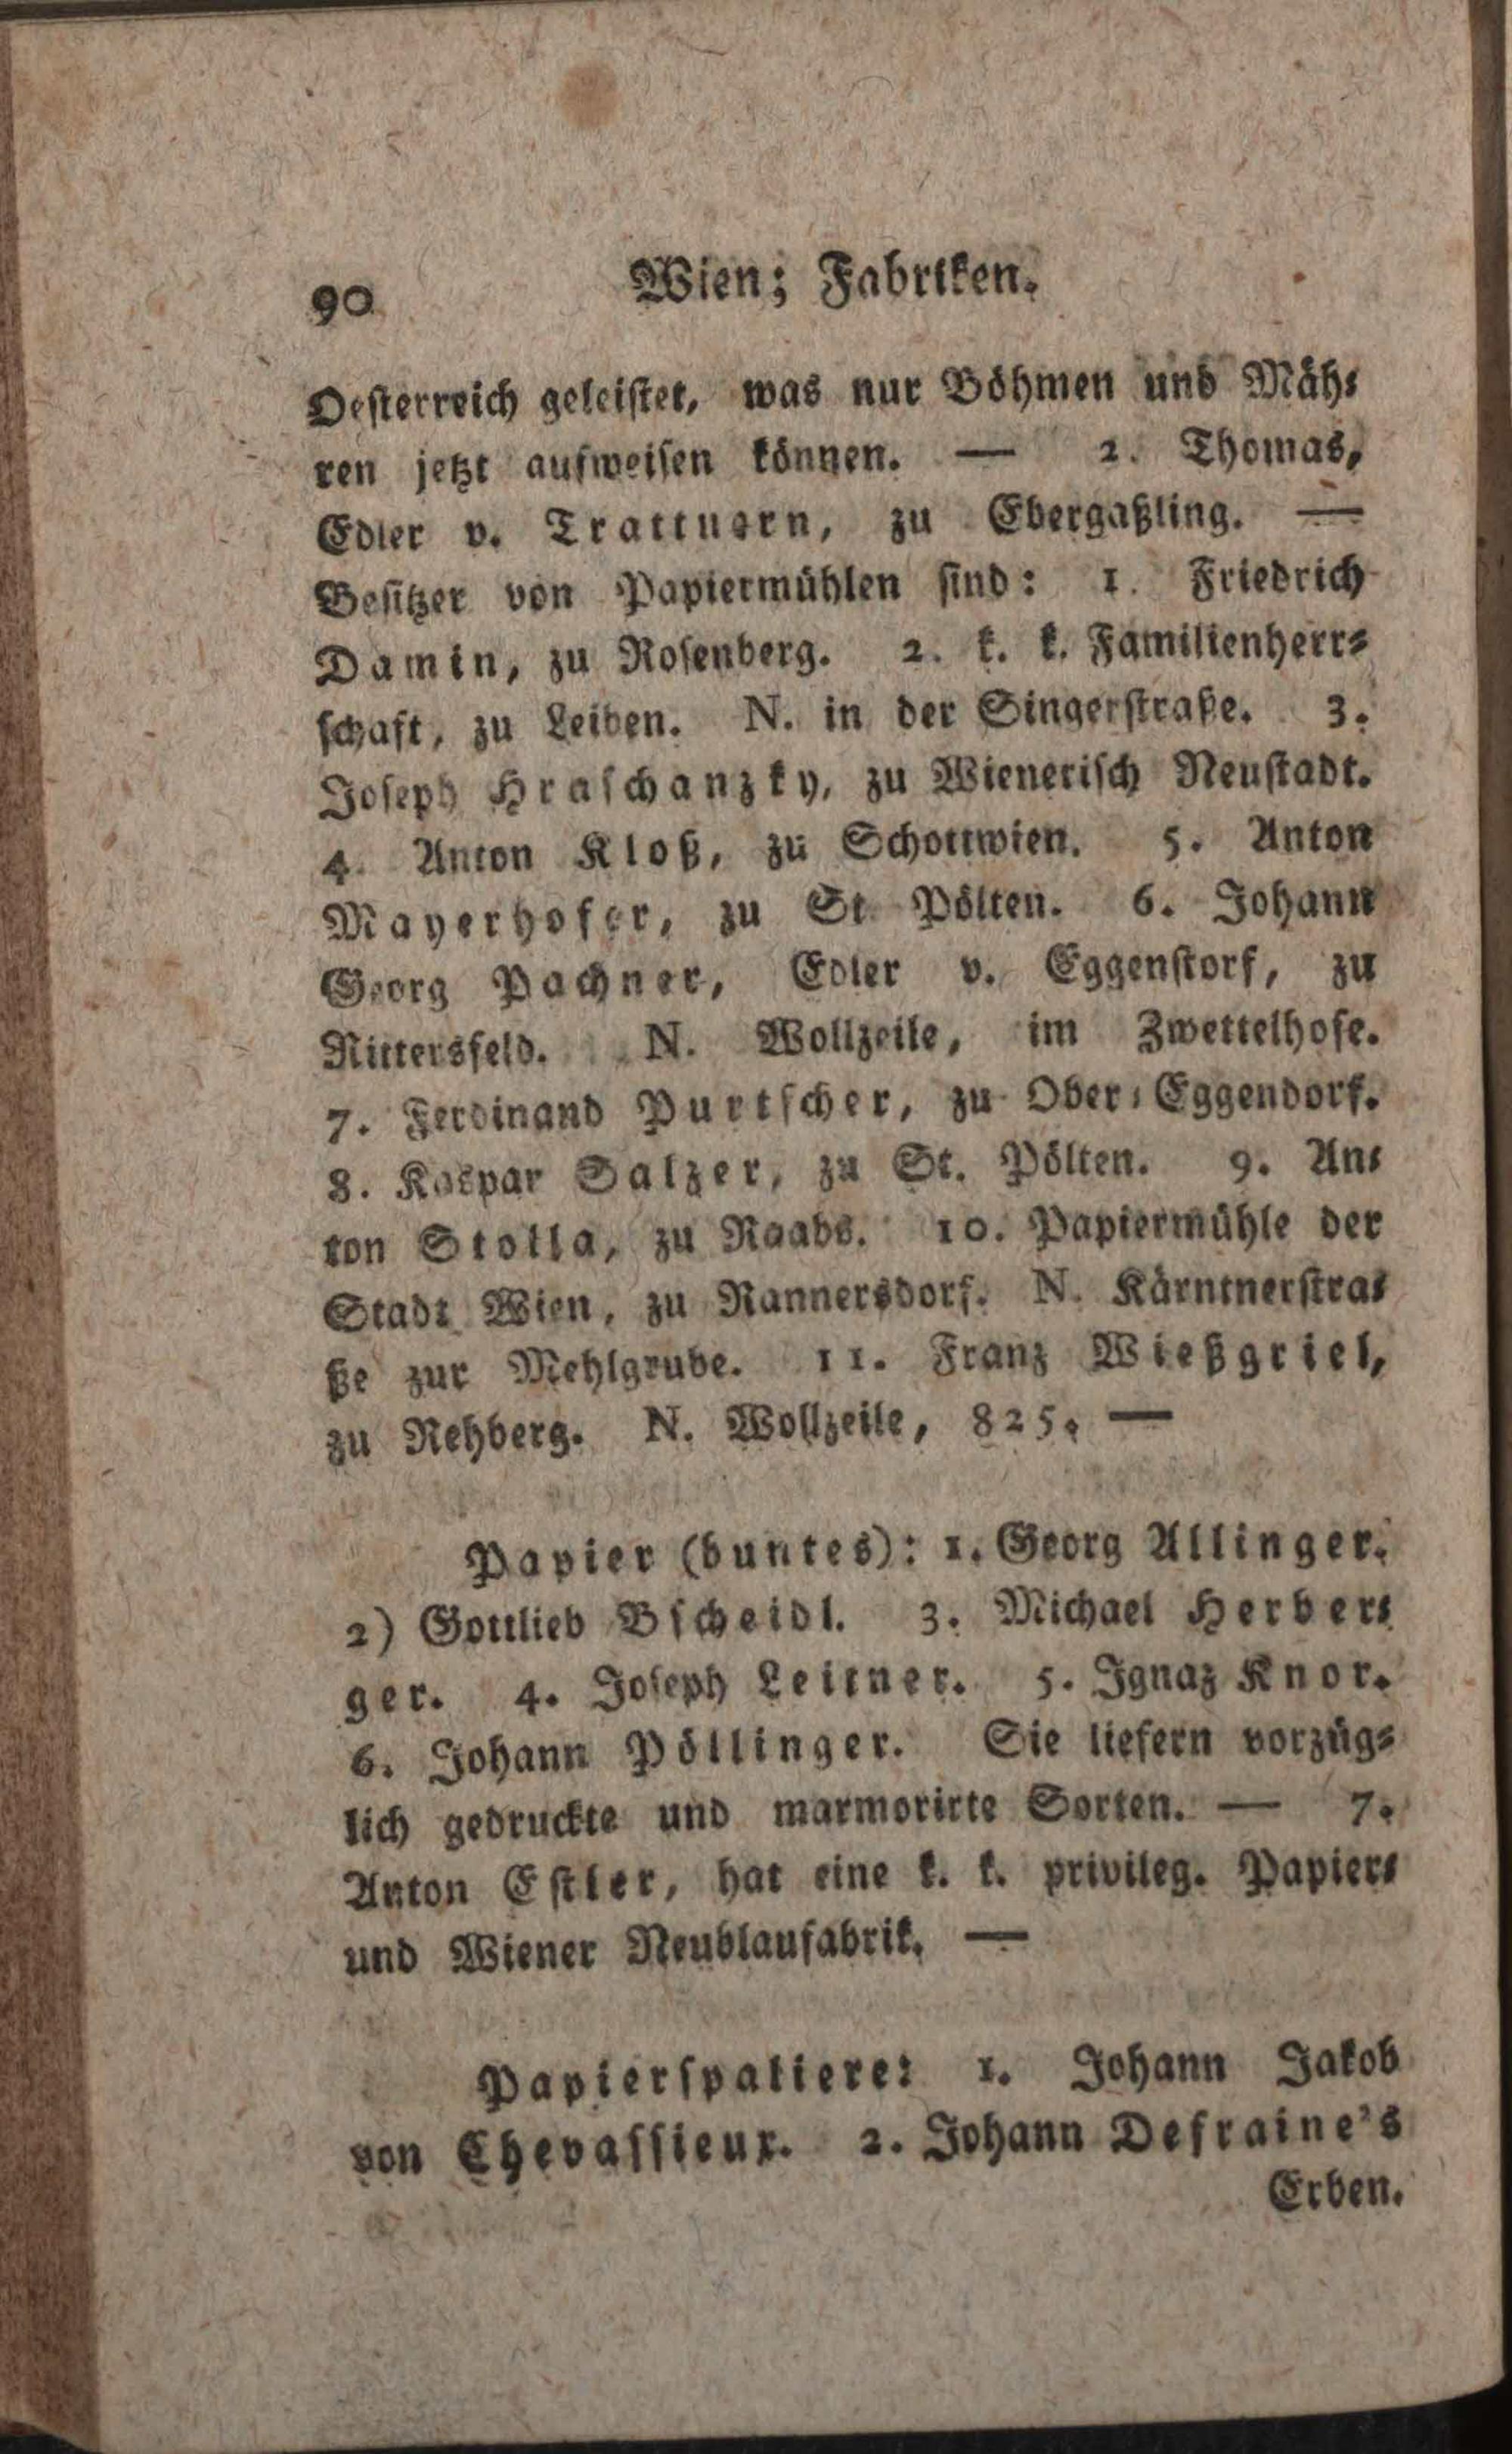 90
Wien; Fabriken.
Oesterreich geleistet, was nur Böhmen und Mäh-
ren jetzt aufweisen können. — 2. Thomas,
Edler v. Trattnern, zu Ebergaßling. —
Besitzer von Papiermühlen sind: 1. Friedrich
Damin, zu Rosenberg. 2. k. k. Familienherr-
schaft, zu Leiben. N. in der Singerstraße. 3.
Joseph Hraschanzky, zu Wienerisch Neustadt.
4. Anton Kloß, zu Schottwien. 5. Anton
Mayerhofer, zu St. Pölten. 6. Johann
Georg Pachner, Edler v. Eggenstorf, zu
Rittersfeld. N. Wollzeile, im Zwettelhofe.
7. Ferdinand Purtscher, zu Ober-Eggendorf.
8. Kaspar Salzer, zu St. Pölten. 9. An-
ton Stolla, zu Raabs. 10. Papiermühle der
Stadt Wien, zu Rannersdorf. N. Kärntnerstra-
ße zur Mehlgrube. 11. Franz Wießgriel,
zu Rehberg. N. Wollzeile, 825. —
Papier (buntes): 1. Georg Allinger.
2) Gottlieb Bscheidl. 3. Michael Herber-
ger. 4. Joseph Leitner. 5. Ignaz Knor.
6. Johann Pöllinger. Sie liefern vorzüg-
lich gedruckte und marmorirte Sorten. — 7.
Anton Estler, hat eine k. k. privileg. Papier-
und Wiener Neublaufabrik. —
Papierspaliere: 1. Johann Jakob
von Chevassieux. 2. Johann Defraine's
Erben.